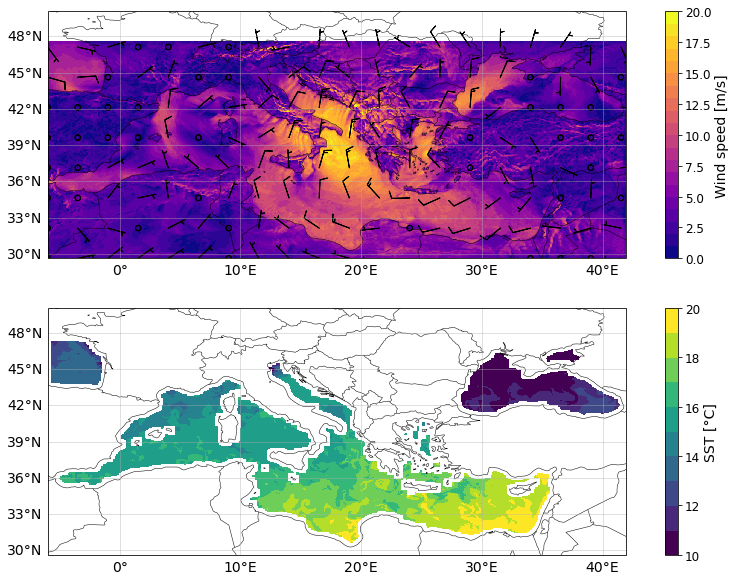 48°N
45°N
42°N
39°N
36°N
33°N
30°N
0°
10°E
20°E
30°E
40°E
20.0
17.5
15.0
12.5
10.0
7.5
5.0
2.5
0.0
Wind speed [m/s]
48°N
45°N
42°N
39°N
36°N
33°N
30°N
0°
10°E
20°E
30°E
40°E
20
18
16
14
12
10
SST [°C]